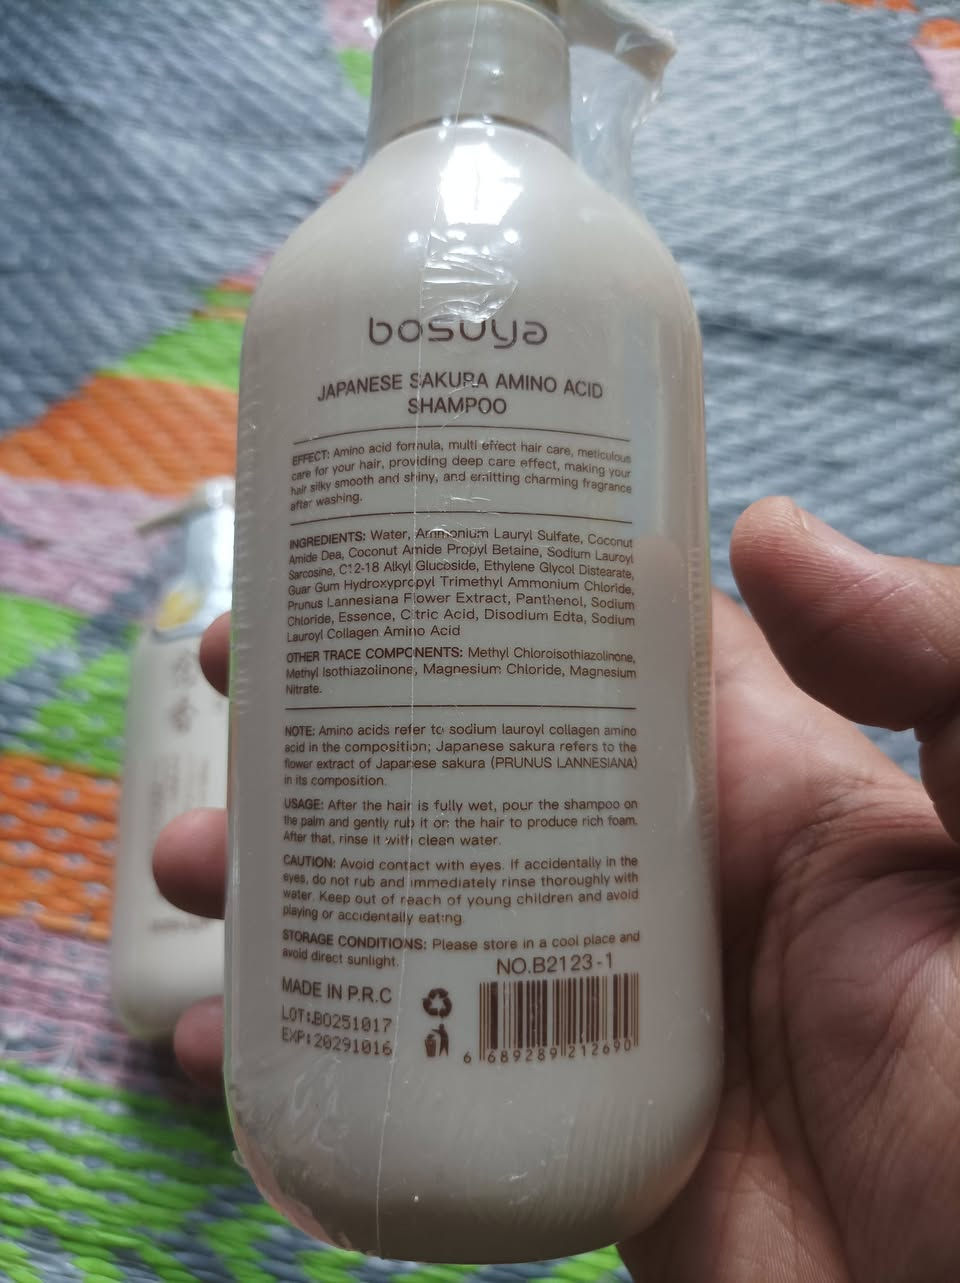 bosuya
JAPANESE SAKURA AMINO ACID
SHAMPOO
EFFECT: Amino acid formula, multi effect hair care, meticulous
care for your hair, providing deep care effect, making your
hair silky smooth and shiny, and emitting charming fragrance
after washing.
INGREDIENTS: Water, Ammonium Lauryl Sulfate, Coconut
Amide Dea, Coconut Amide Propyl Betaine, Sodium Lauroyl
Sarcosine, C12-18 Alkyl Glucoside, Ethylene Glycol Distearate,
Guar Gum Hydroxypropyl Trimethyl Ammonium Chloride,
Prunus Lannesiana Flower Extract, Panthenol, Sodium
Chloride, Essence, Citric Acid, Disodium Edta, Sodium
Lauroyl Collagen Amino Acid
OTHER TRACE COMPONENTS: Methyl Chloroisothiazolinone,
Methyl Isothiazolinone, Magnesium Chloride, Magnesium
Nitrate.
NOTE: Amino acids refer to sodium lauroyl collagen amino
acid in the composition; Japanese sakura refers to the
flower extract of Japanese sakura (PRUNUS LANNESIANA)
in its composition.
USAGE: After the hair is fully wet, pour the shampoo on
the palm and gently rub it on the hair to produce rich foam.
After that, rinse it with clean water.
CAUTION: Avoid contact with eyes. If accidentally in the
eyes, do not rub and immediately rinse thoroughly with
water. Keep out of reach of young children and avoid
playing or accidentally eating.
STORAGE CONDITIONS: Please store in a cool place and
avoid direct sunlight.
NO.B2123-1
MADE IN P.R.C
LOT:BO251017
EXP:20291016
6 689289 212690